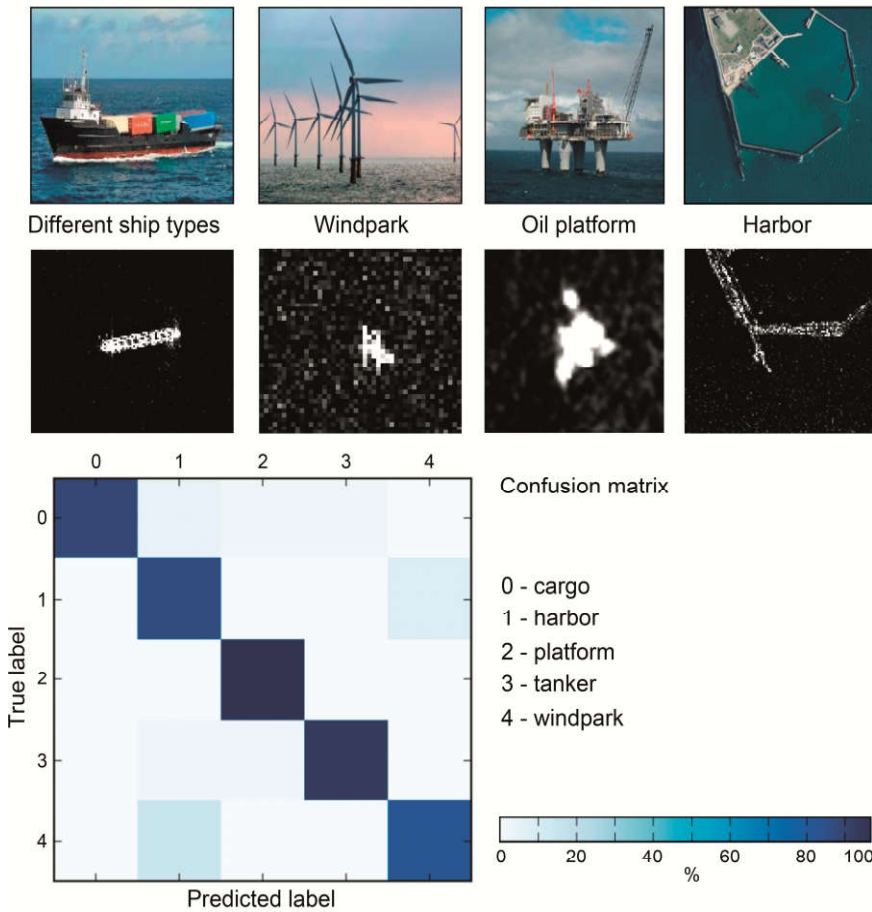 Different ship types
Windpark
Oil platform
Harbor
0 1 2 3 4
Confusion matrix
0
1
2
3
4
True label
Predicted label
0 - cargo
1 - harbor
2 - platform
3 - tanker
4 - windpark
0 20 40 60 80 100
%